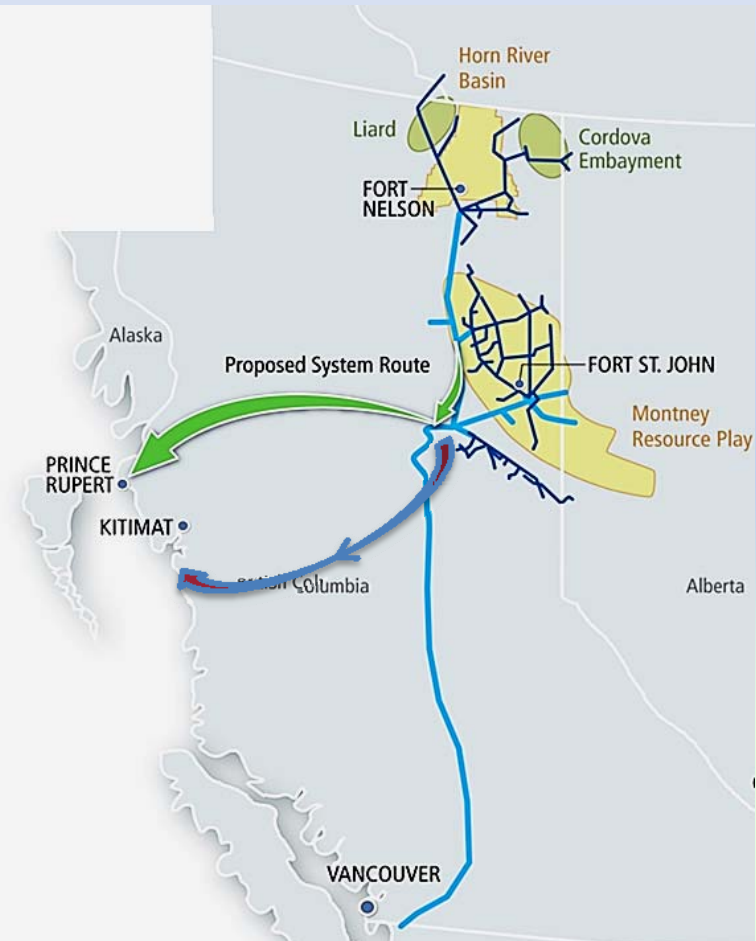 Horn River
Basin
Liard
Cordova
Embayment
FORT
NELSON
Alaska
Proposed System Route
FORT ST. JOHN
Montney
Resource Play
PRINCE
RUPERT
KITIMAT
Columbia
Alberta
VANCOUVER